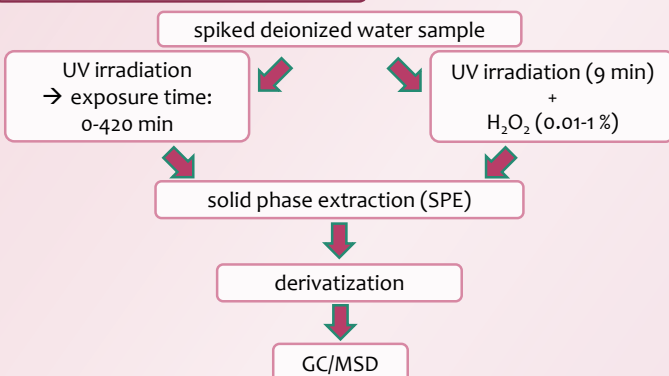 spiked deionized water sample
UV irradiation
→ exposure time:
0-420 min
UV irradiation (9 min)
+
H₂O₂ (0.01-1 %)
solid phase extraction (SPE)
derivatization
GC/MSD